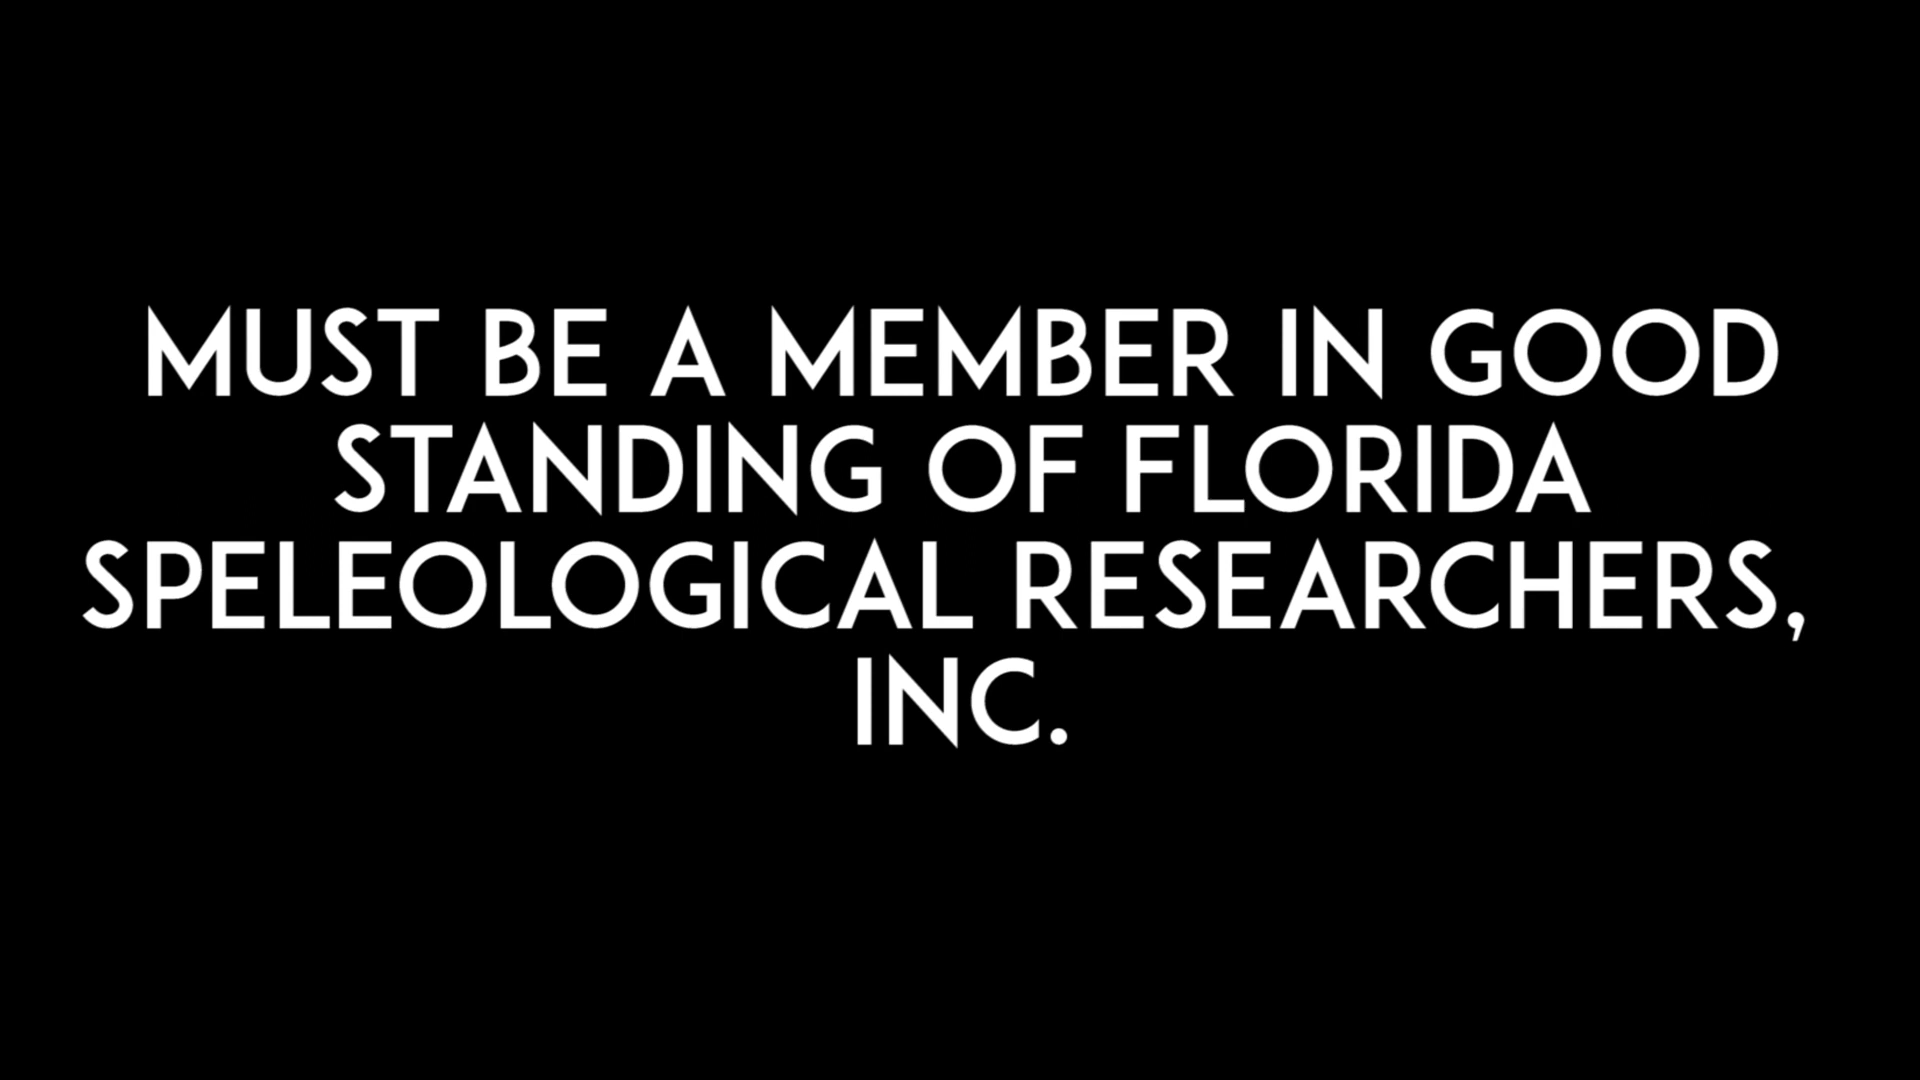 MUST BE A MEMBER IN GOOD
STANDING OF FLORIDA
SPELEOLOGICAL RESEARCHERS,
INC.